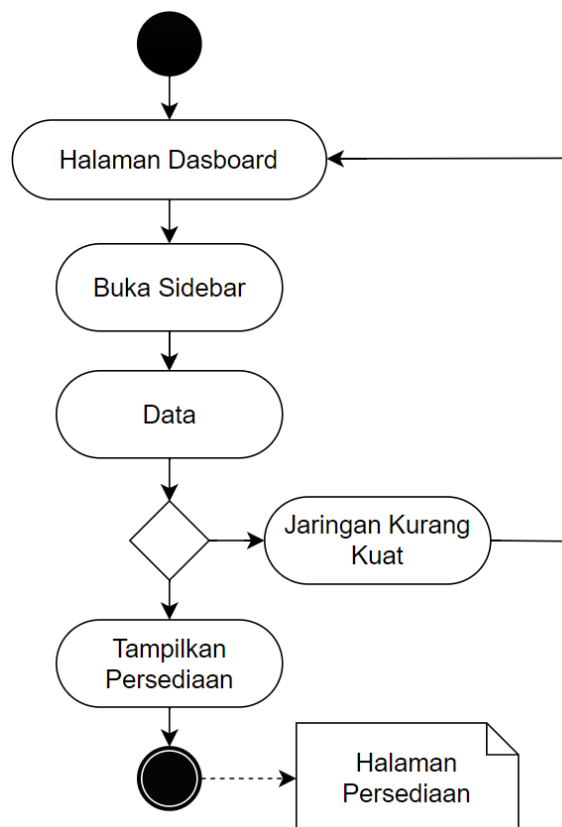 Halaman Dasboard
Buka Sidebar
Data
Jaringan Kurang
Kuat
Tampilkan
Persediaan
Halaman
Persediaan